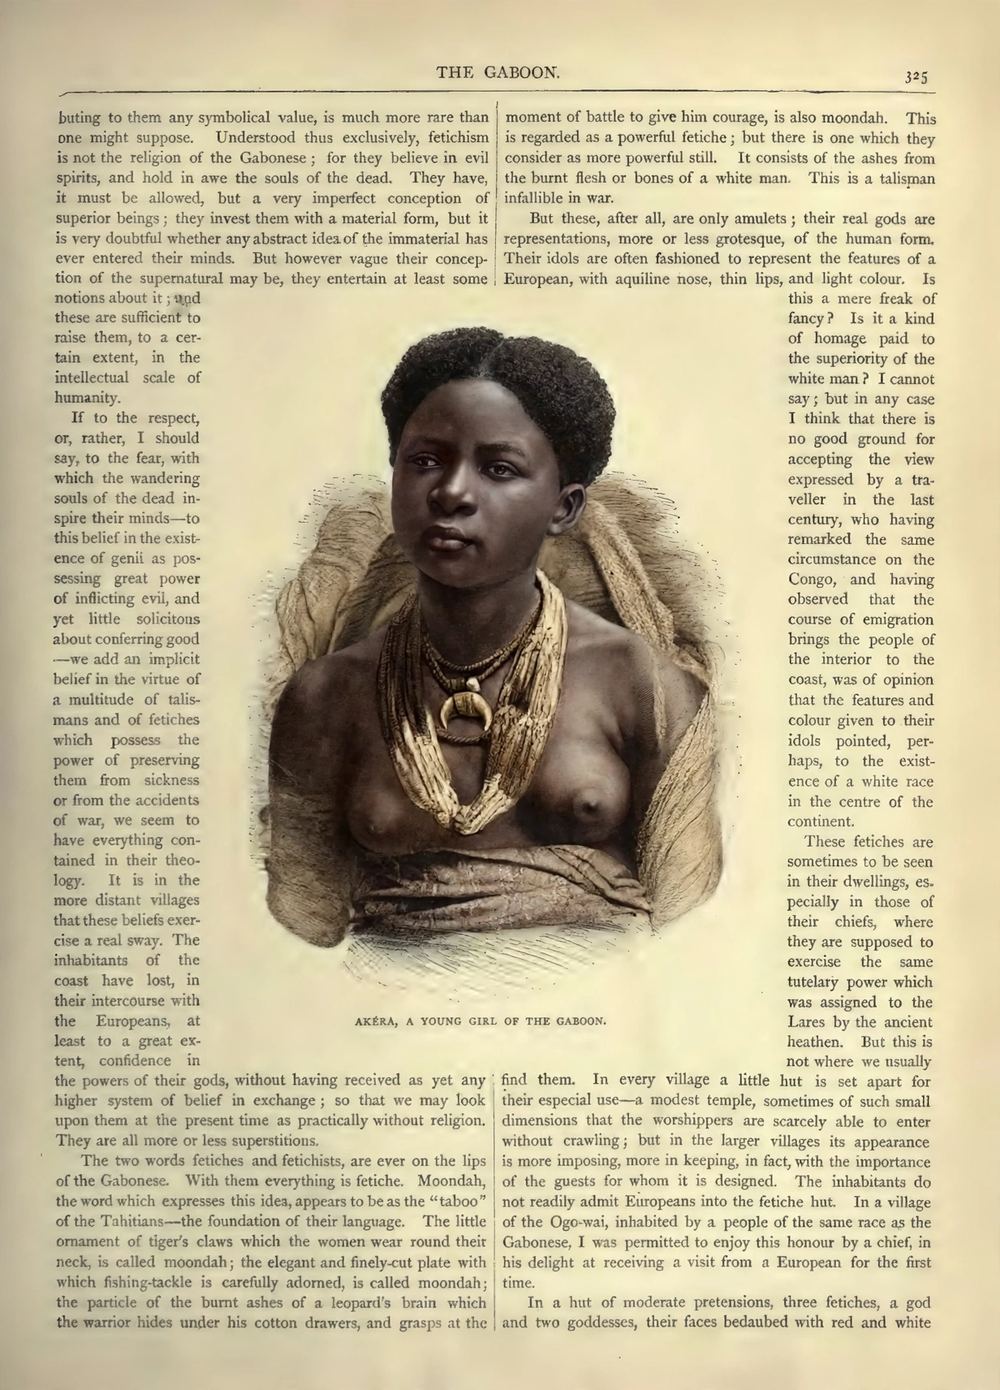 THE GABOON.
325
buting to them any symbolical value, is much more rare than
one might suppose. Understood thus exclusively, fetichism
is not the religion of the Gabonese; for they believe in evil
spirits, and hold in awe the souls of the dead. They have,
it must be allowed, but a very imperfect conception of
superior beings; they invest them with a material form, but it
is very doubtful whether any abstract idea of the immaterial has
ever entered their minds. But however vague their concep-
tion of the supernatural may be, they entertain at least some
notions about it; and
these are sufficient to
raise them, to a cer-
tain extent, in the
intellectual scale of
humanity.
If to the respect,
or, rather, I should
say, to the fear, with
which the wandering
souls of the dead in-
spire their minds—to
this belief in the exist-
ence of genii as pos-
sessing great power
of inflicting evil, and
yet little solicitous
about conferring good
—we add an implicit
belief in the virtue of
a multitude of talis-
mans and of fetiches
which possess the
power of preserving
them from sickness
or from the accidents
of war, we seem to
have everything con-
tained in their theo-
logy. It is in the
more distant villages
that these beliefs exer-
cise a real sway. The
inhabitants of the
coast have lost, in
their intercourse with
the Europeans, at
least to a great ex-
tent, confidence in
the powers of their gods, without having received as yet any
higher system of belief in exchange; so that we may look
upon them at the present time as practically without religion.
They are all more or less superstitious.
The two words fetiches and fetichists, are ever on the lips
of the Gabonese. With them everything is fetiche. Moondah,
the word which expresses this idea, appears to be as the "taboo"
of the Tahitians—the foundation of their language. The little
ornament of tiger's claws which the women wear round their
neck, is called moondah; the elegant and finely-cut plate with
which fishing-tackle is carefully adorned, is called moondah;
the particle of the burnt ashes of a leopard's brain which
the warrior hides under his cotton drawers, and grasps at the
AKÉRA, A YOUNG GIRL OF THE GABOON.
moment of battle to give him courage, is also moondah. This
is regarded as a powerful fetiche; but there is one which they
consider as more powerful still. It consists of the ashes from
the burnt flesh or bones of a white man. This is a talisman
infallible in war.
But these, after all, are only amulets; their real gods are
representations, more or less grotesque, of the human form.
Their idols are often fashioned to represent the features of a
European, with aquiline nose, thin lips, and light colour. Is
this a mere freak of
fancy? Is it a kind
of homage paid to
the superiority of the
white man? I cannot
say; but in any case
I think that there is
no good ground for
accepting the view
expressed by a tra-
veller in the last
century, who having
remarked the same
circumstance on the
Congo, and having
observed that the
course of emigration
brings the people of
the interior to the
coast, was of opinion
that the features and
colour given to their
idols pointed, per-
haps, to the exist-
ence of a white race
in the centre of the
continent.
These fetiches are
sometimes to be seen
in their dwellings, es-
pecially in those of
their chiefs, where
they are supposed to
exercise the same
tutelary power which
was assigned to the
Lares by the ancient
heathen. But this is
not where we usually
find them. In every village a little hut is set apart for
their especial use—a modest temple, sometimes of such small
dimensions that the worshippers are scarcely able to enter
without crawling; but in the larger villages its appearance
is more imposing, more in keeping, in fact, with the importance
of the guests for whom it is designed. The inhabitants do
not readily admit Europeans into the fetiche hut. In a village
of the Ogo-wai, inhabited by a people of the same race as the
Gabonese, I was permitted to enjoy this honour by a chief, in
his delight at receiving a visit from a European for the first
time.
In a hut of moderate pretensions, three fetiches, a god
and two goddesses, their faces bedaubed with red and white